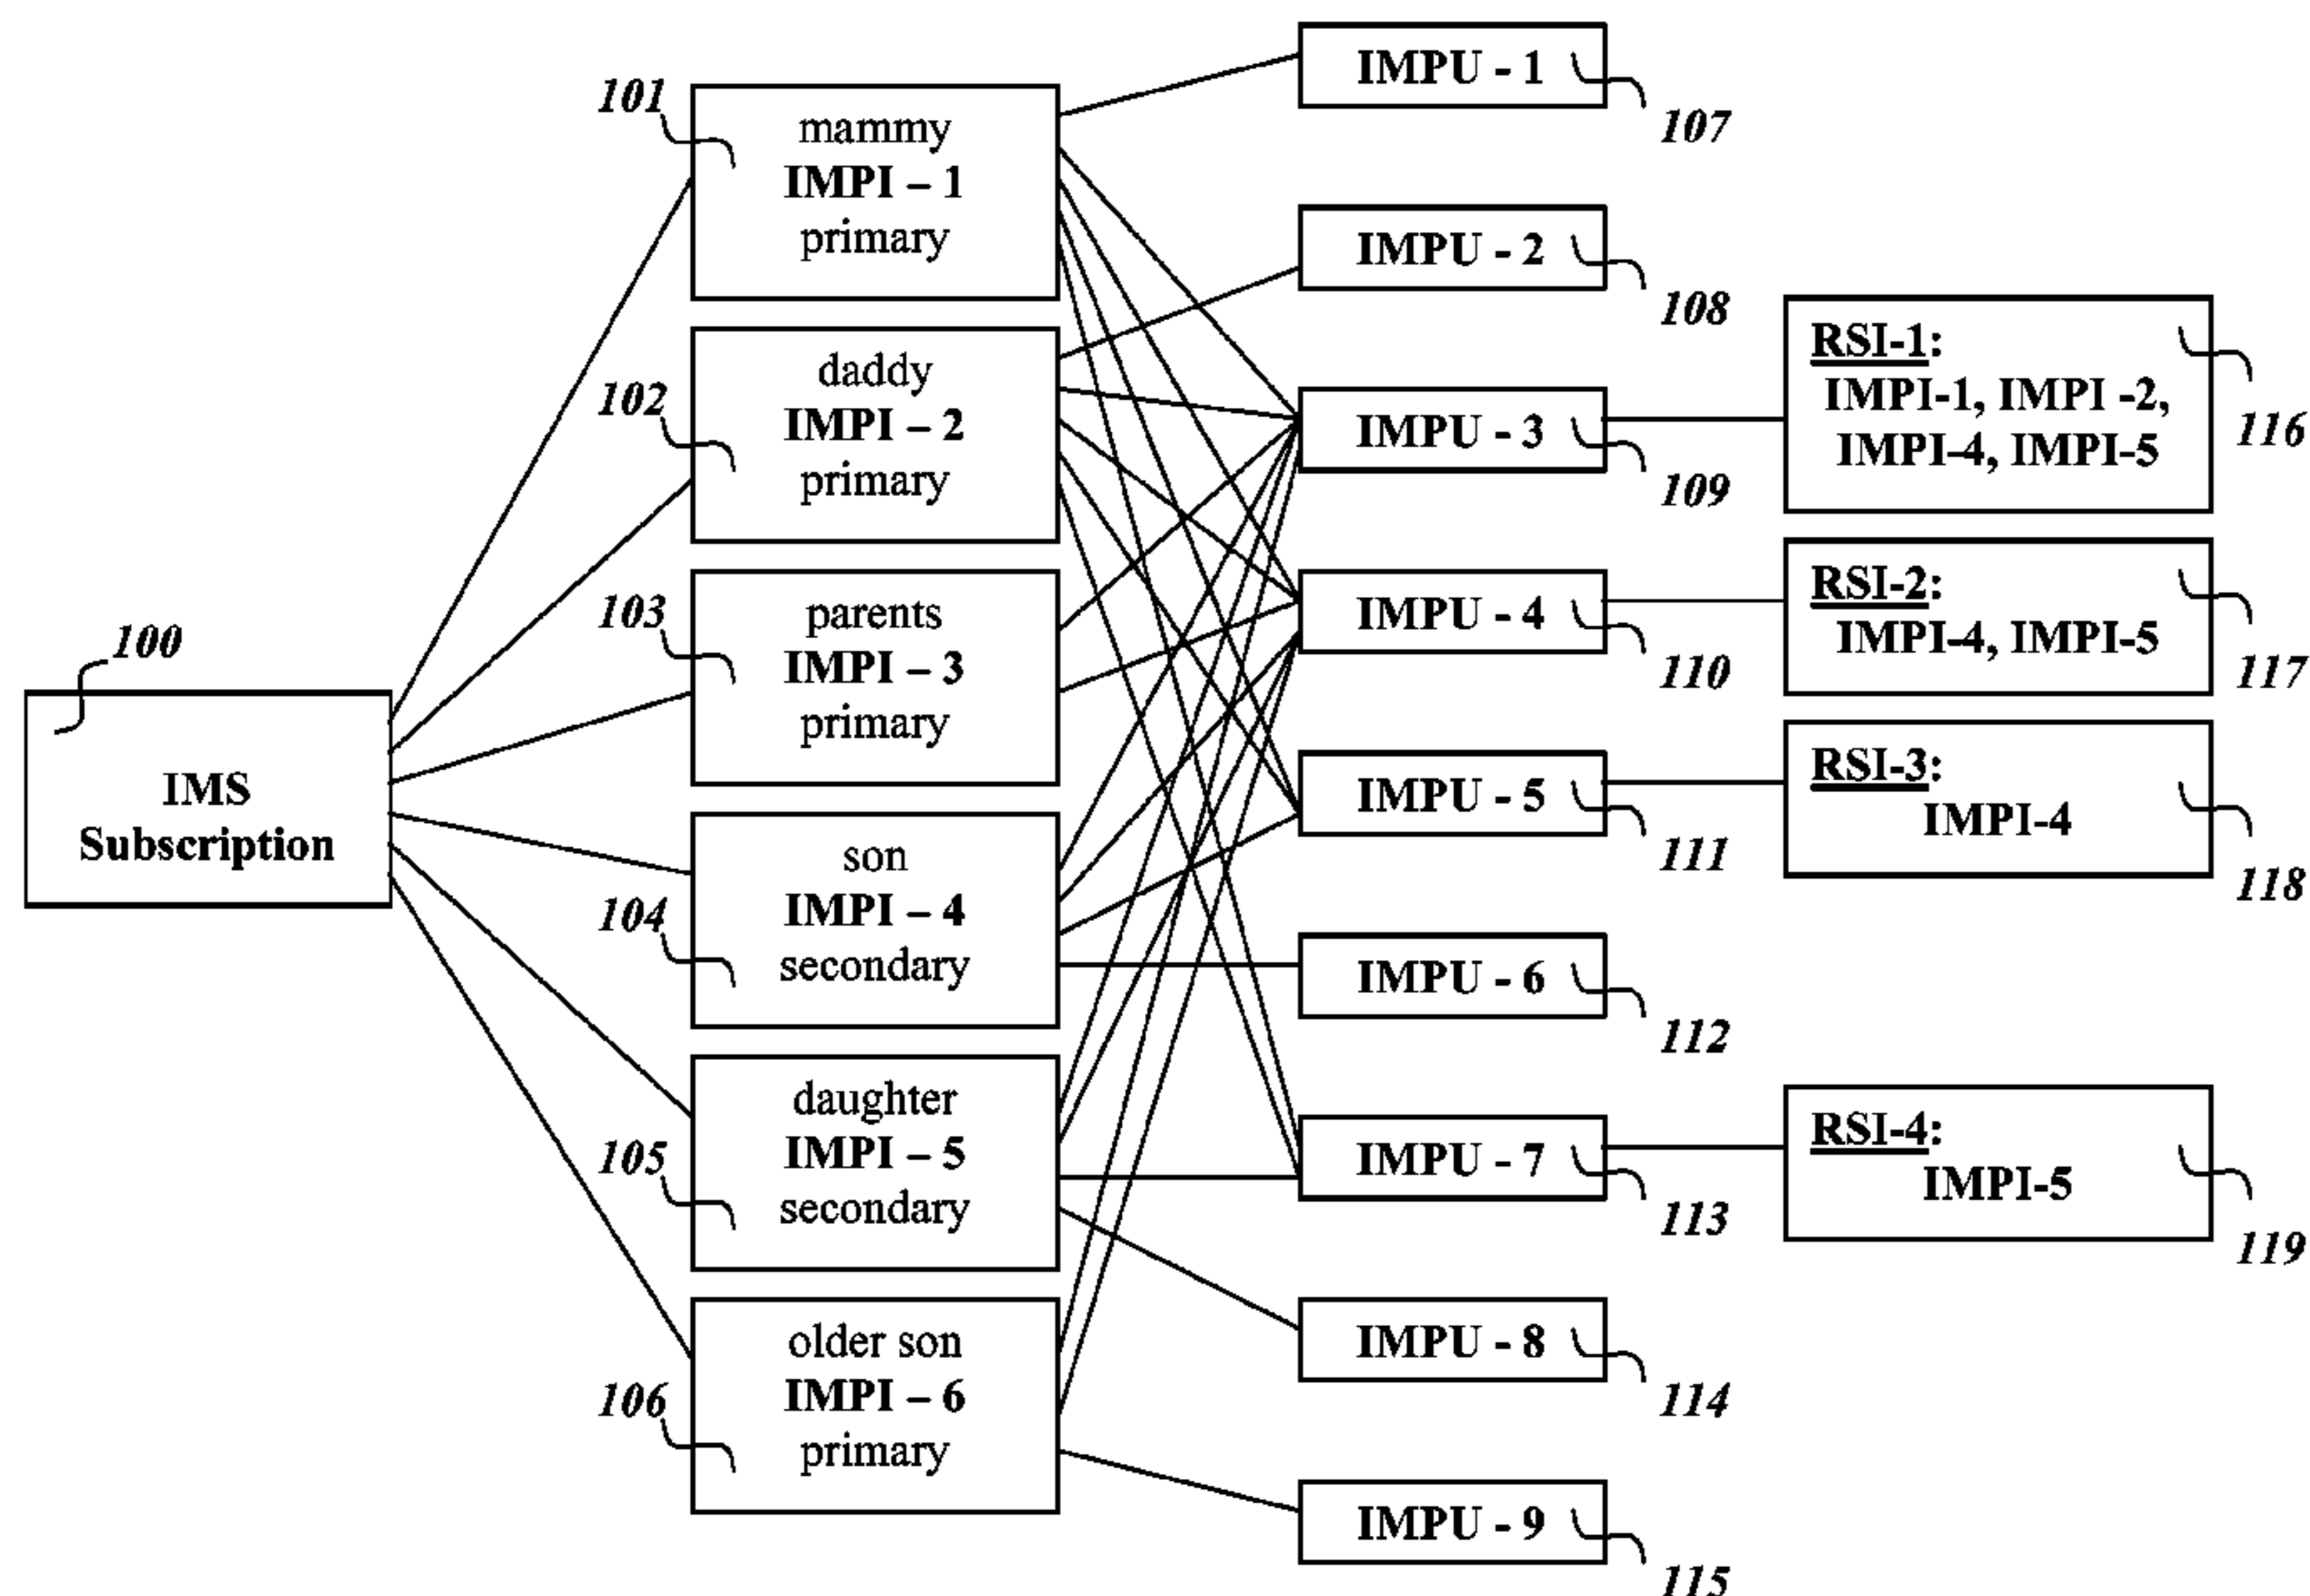 100
IMS
Subscription
101
mammy
IMPI – 1
primary
102
daddy
IMPI – 2
primary
103
parents
IMPI – 3
primary
104
son
IMPI – 4
secondary
105
daughter
IMPI – 5
secondary
106
older son
IMPI – 6
primary
IMPU - 1
107
IMPU - 2
108
IMPU - 3
109
IMPU - 4
110
IMPU - 5
111
IMPU - 6
112
IMPU - 7
113
IMPU - 8
114
IMPU - 9
115
RSI-1:
IMPI-1, IMPI -2,
IMPI-4, IMPI-5
116
RSI-2:
IMPI-4, IMPI-5
117
RSI-3:
IMPI-4
118
RSI-4:
IMPI-5
119